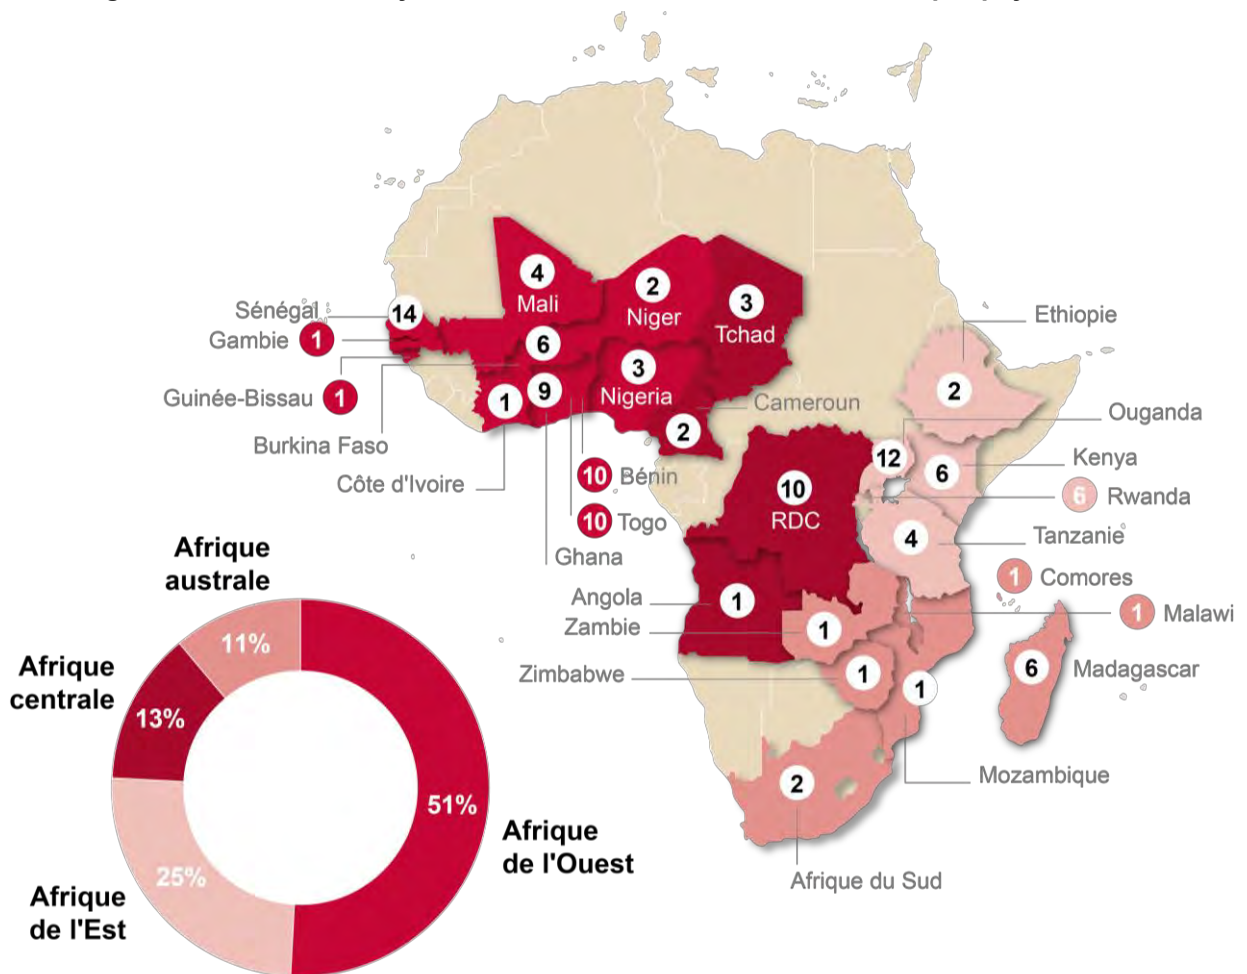 Sénégal
14
Gambie 1
Guinée-Bissau 1
Burkina Faso
Côte d'Ivoire
4
Mali
2
Niger
3
Tchad
6
3
Nigeria
1
9
2
Cameroun
10 Bénin
10 Togo
Ghana
Ethiopie
2
Ouganda
12
6
Kenya
6 Rwanda
10
RDC
4
Tanzanie
1 Comores
1 Malawi
Angola
1
Zambie
1
Zimbabwe
1
1
6
Madagascar
Mozambique
2
Afrique du Sud
Afrique
australe
11%
Afrique
centrale
13%
51%
Afrique
de l'Ouest
25%
Afrique
de l'Est